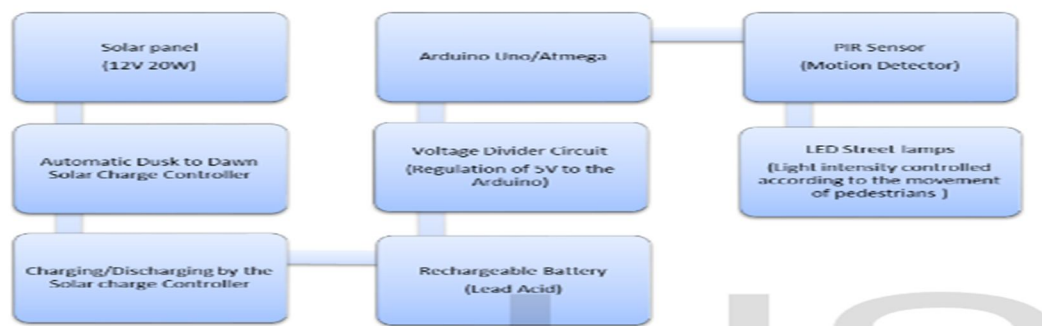 Solar panel
(12V 20W)
Automatic Dusk to Dawn
Solar Charge Controller
Charging/Discharging by the
Solar charge Controller
Rechargeable Battery
(Lead Acid)
Voltage Divider Circuit
(Regulation of 5V to the
Arduino)
Arduino Uno/Atmega
PIR Sensor
(Motion Detector)
LED Street lamps
(Light intensity controlled
according to the movement
of pedestrians )